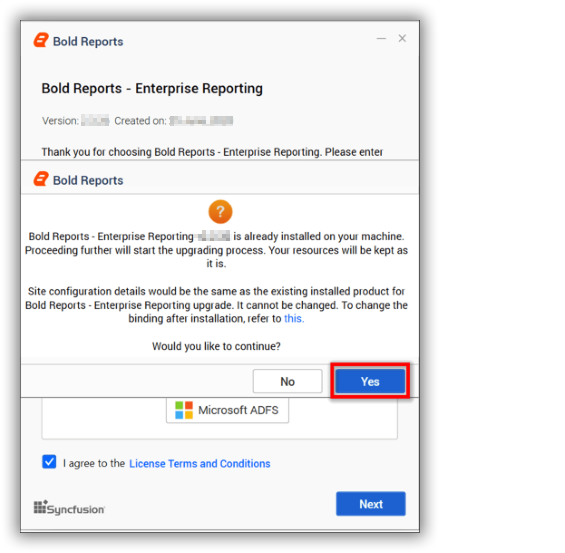 Bold Reports
Bold Reports - Enterprise Reporting
Version: Created on:
Thank you for choosing Bold Reports - Enterprise Reporting. Please enter
Bold Reports
?
Bold Reports - Enterprise Reporting is already installed on your machine.
Proceeding further will start the upgrading process. Your resources will be kept as
it is.
Site configuration details would be the same as the existing installed product for
Bold Reports - Enterprise Reporting upgrade. It cannot be changed. To change the
binding after installation, refer to this.
Would you like to continue?
No Yes
Microsoft ADFS
I agree to the License Terms and Conditions
Syncfusion Next